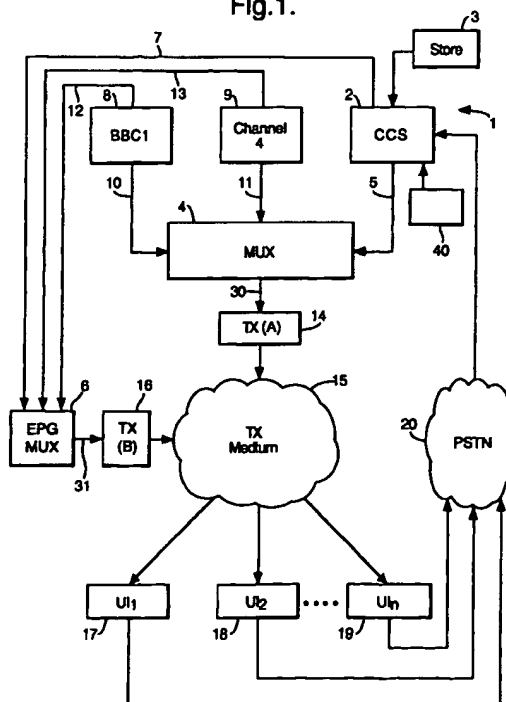 Fig.1.
7
3
Store
13
12
8
BBC1
9
Channel
4
2
CCS
1
10
11
5
4
MUX
40
30
TX (A)
14
15
6
EPG
MUX
16
TX
(B)
31
TX
Medium
20
PSTN
UI1
17
UI2
18
UIn
19